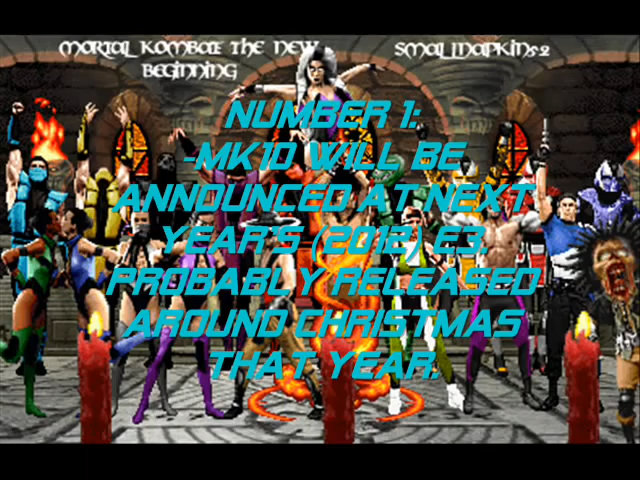 MORTAL KOMBAT: THE NEW
BEGINNING
SMALLNAPKINS2
NUMBER 1:
-MK10 WILL BE
ANNOUNCED AT NEXT
YEAR'S (2012) E3.
PROBABLY RELEASED
AROUND CHRISTMAS
THAT YEAR.